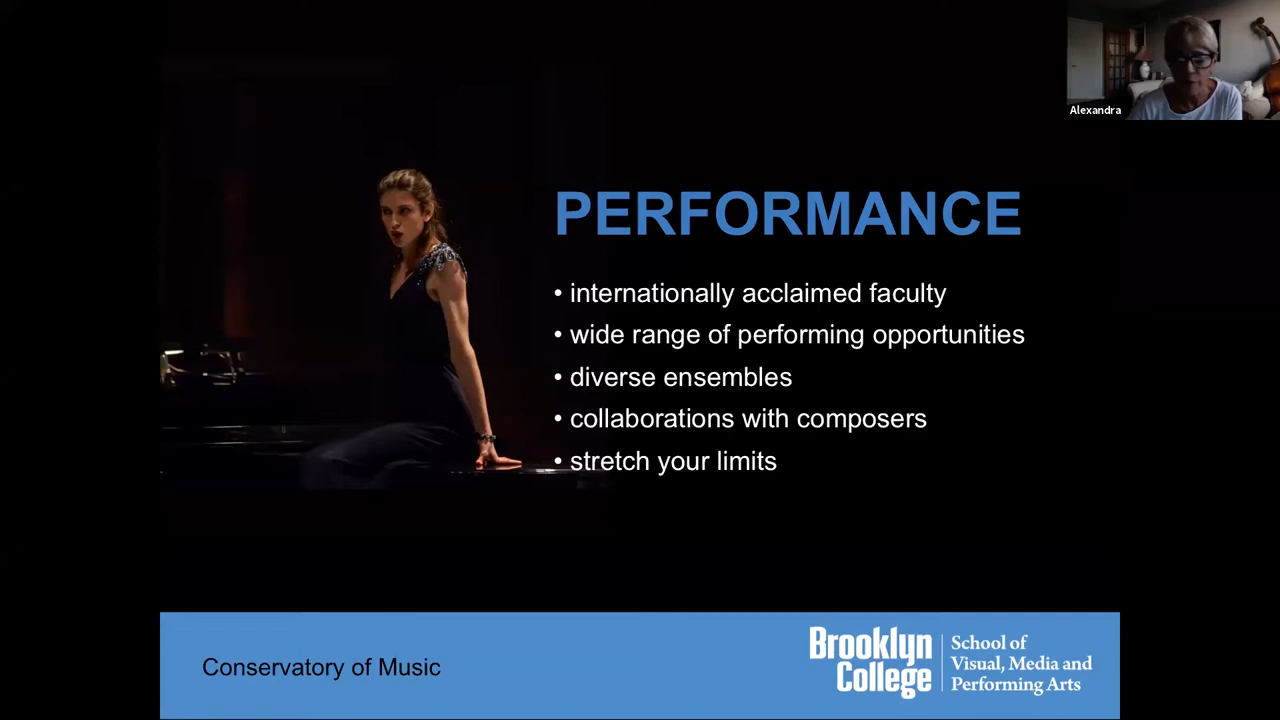 Alexandra
PERFORMANCE
• internationally acclaimed faculty
• wide range of performing opportunities
• diverse ensembles
• collaborations with composers
• stretch your limits
Conservatory of Music
Brooklyn
College
School of
Visual, Media and
Performing Arts